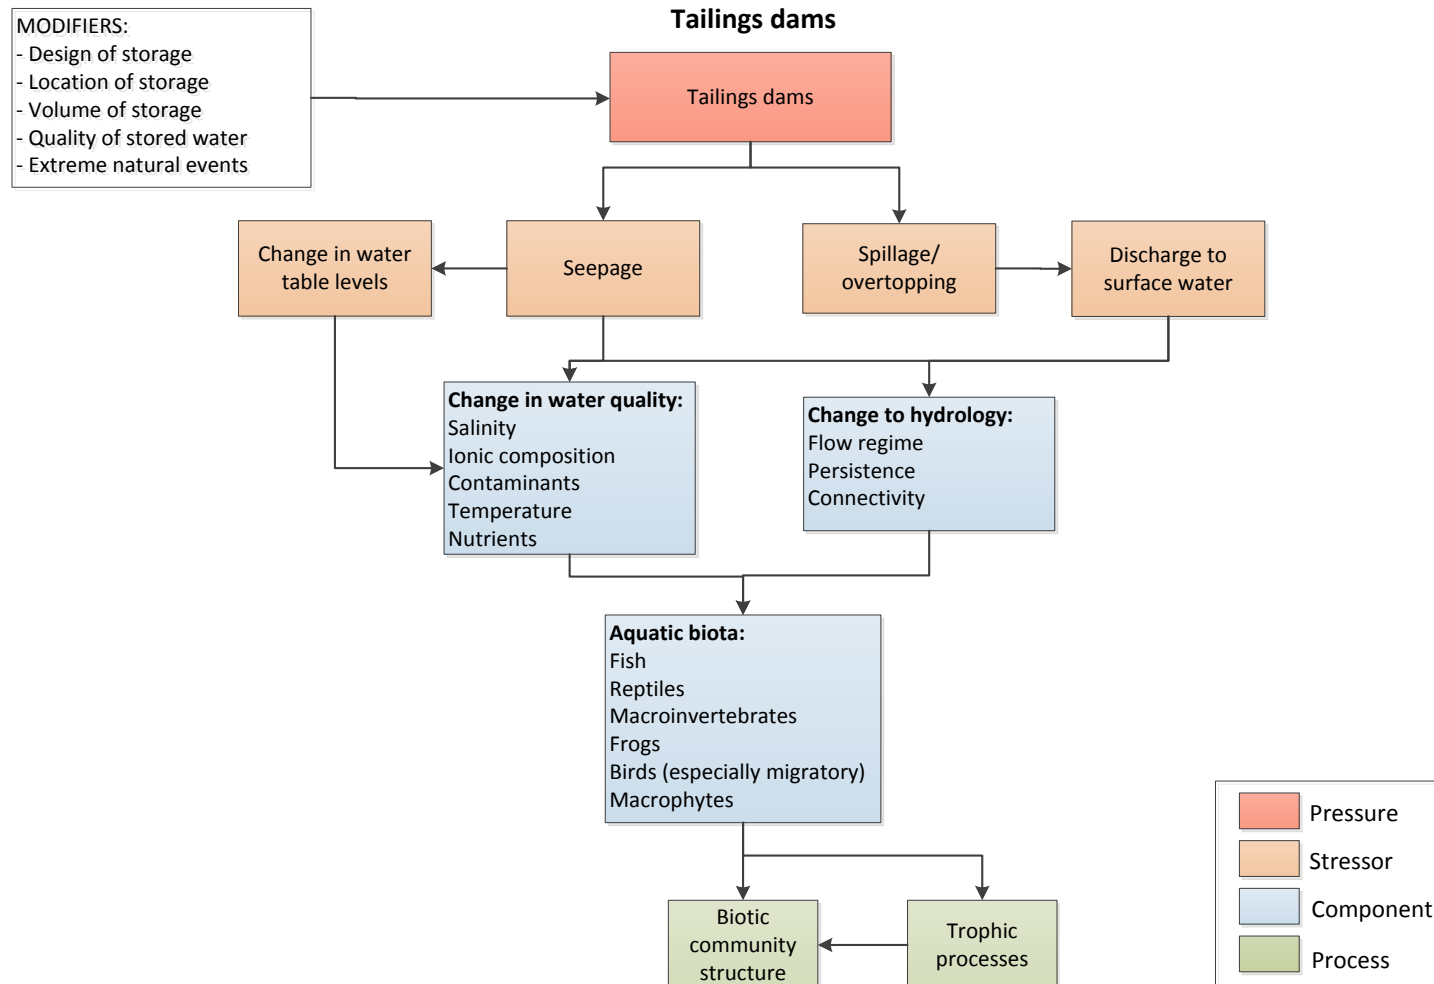 Tailings dams
MODIFIERS:
- Design of storage
- Location of storage
- Volume of storage
- Quality of stored water
- Extreme natural events
Tailings dams
Change in water
table levels
Seepage
Spillage/
overtopping
Discharge to
surface water
Change in water quality:
Salinity
Ionic composition
Contaminants
Temperature
Nutrients
Change to hydrology:
Flow regime
Persistence
Connectivity
Aquatic biota:
Fish
Reptiles
Macroinvertebrates
Frogs
Birds (especially migratory)
Macrophytes
Biotic
community
structure
Trophic
processes
Pressure
Stressor
Component
Process